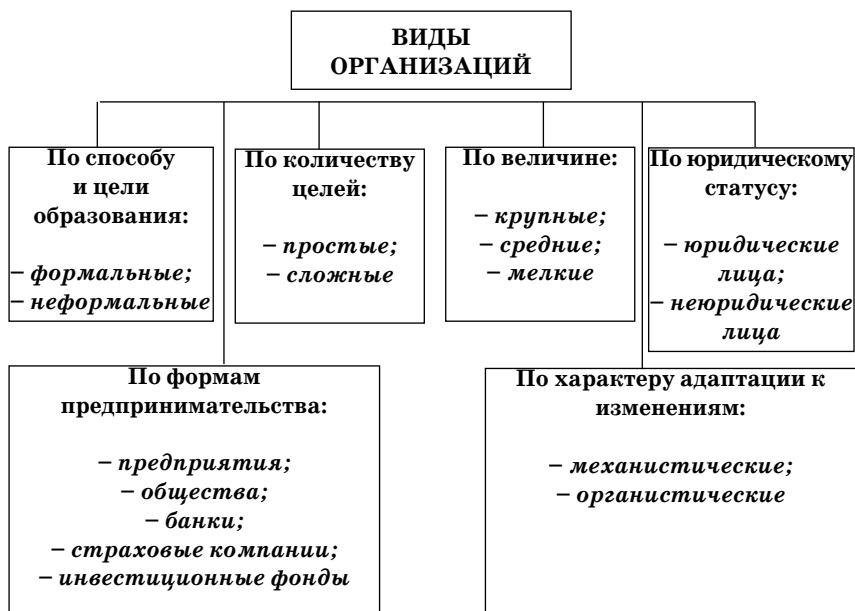 ВИДЫ
ОРГАНИЗАЦИЙ
По способу
и цели
образования:
– формальные;
– неформальные
По количеству
целей:
– простые;
– сложные
По величине:
– крупные;
– средние;
– мелкие
По юридическому
статусу:
– юридические
лица;
– неюридические
лица
По формам
предпринимательства:
– предприятия;
– общества;
– банки;
– страховые компании;
– инвестиционные фонды
По характеру адаптации к
изменениям:
– механистические;
– органистические